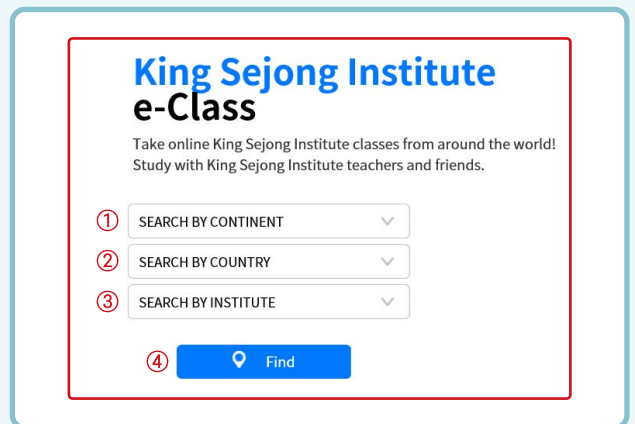 King Sejong Institute
e-Class
Take online King Sejong Institute classes from around the world!
Study with King Sejong Institute teachers and friends.
① SEARCH BY CONTINENT
② SEARCH BY COUNTRY
③ SEARCH BY INSTITUTE
④ Find